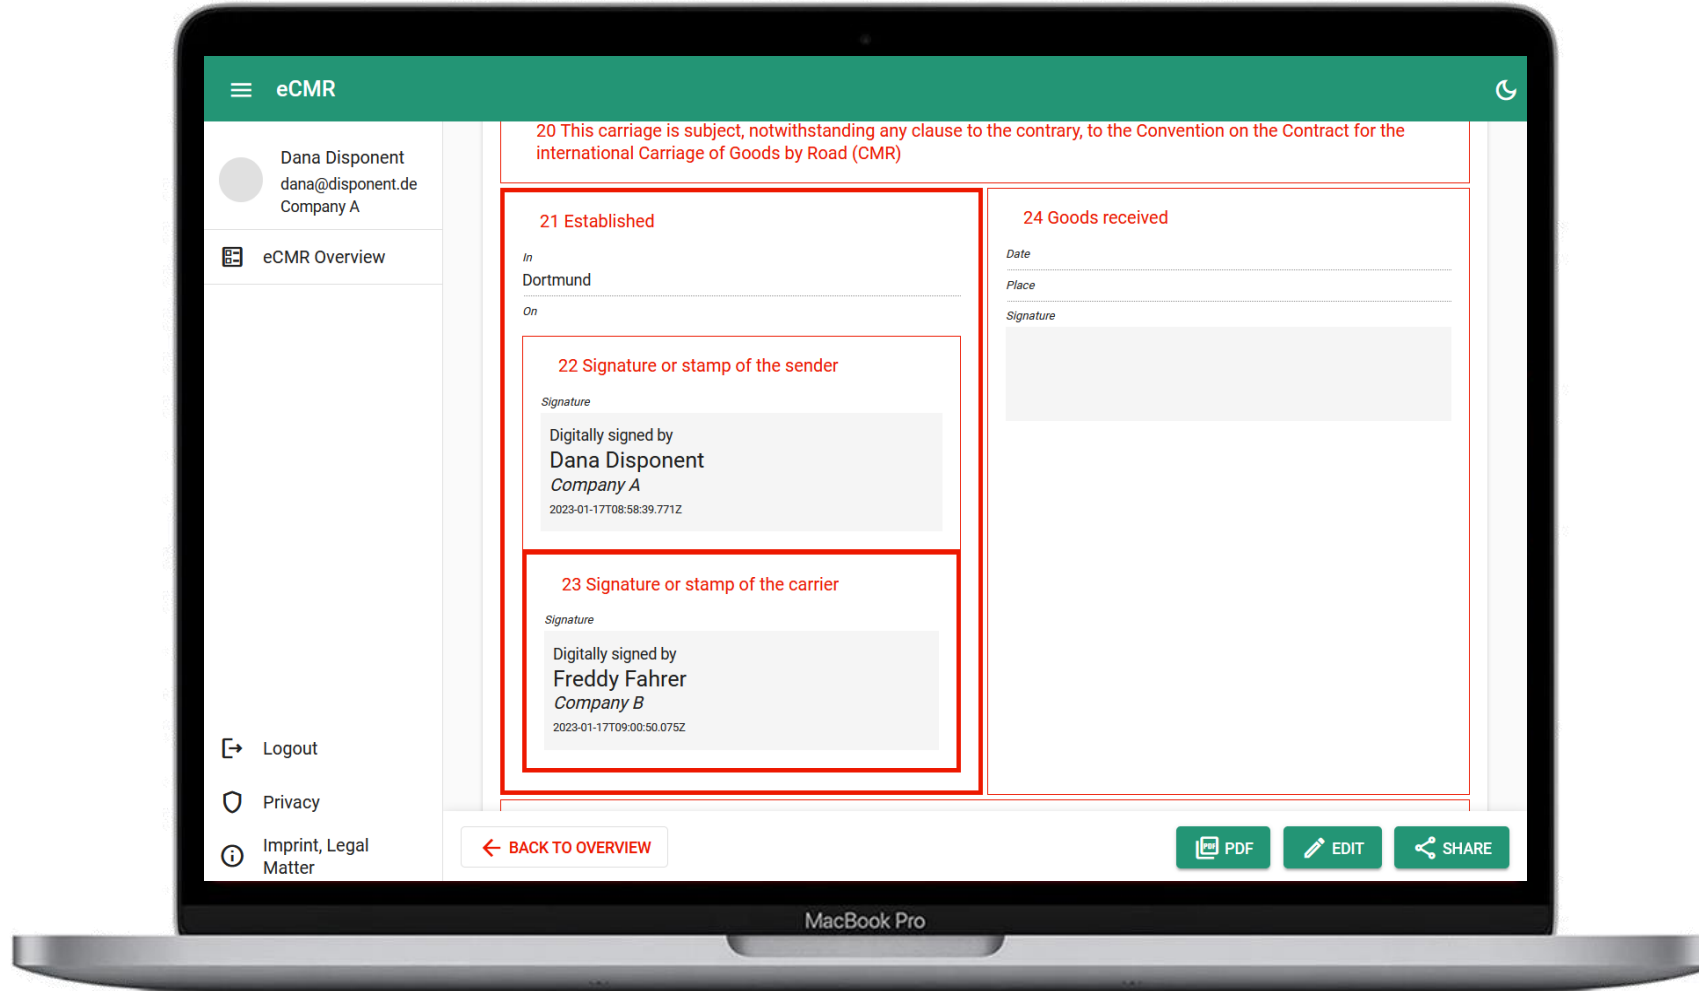 eCMR
Dana Disponent
dana@disponent.de
Company A
eCMR Overview
Logout
Privacy
Imprint, Legal
Matter
20 This carriage is subject, notwithstanding any clause to the contrary, to the Convention on the Contract for the
international Carriage of Goods by Road (CMR)
21 Established
In
Dortmund
On
22 Signature or stamp of the sender
Signature
Digitally signed by
Dana Disponent
Company A
2023-01-17T08:58:39.771Z
23 Signature or stamp of the carrier
Signature
Digitally signed by
Freddy Fahrer
Company B
2023-01-17T09:00:50.075Z
24 Goods received
Date
Place
Signature
BACK TO OVERVIEW
PDF PDF
EDIT
SHARE
MacBook Pro